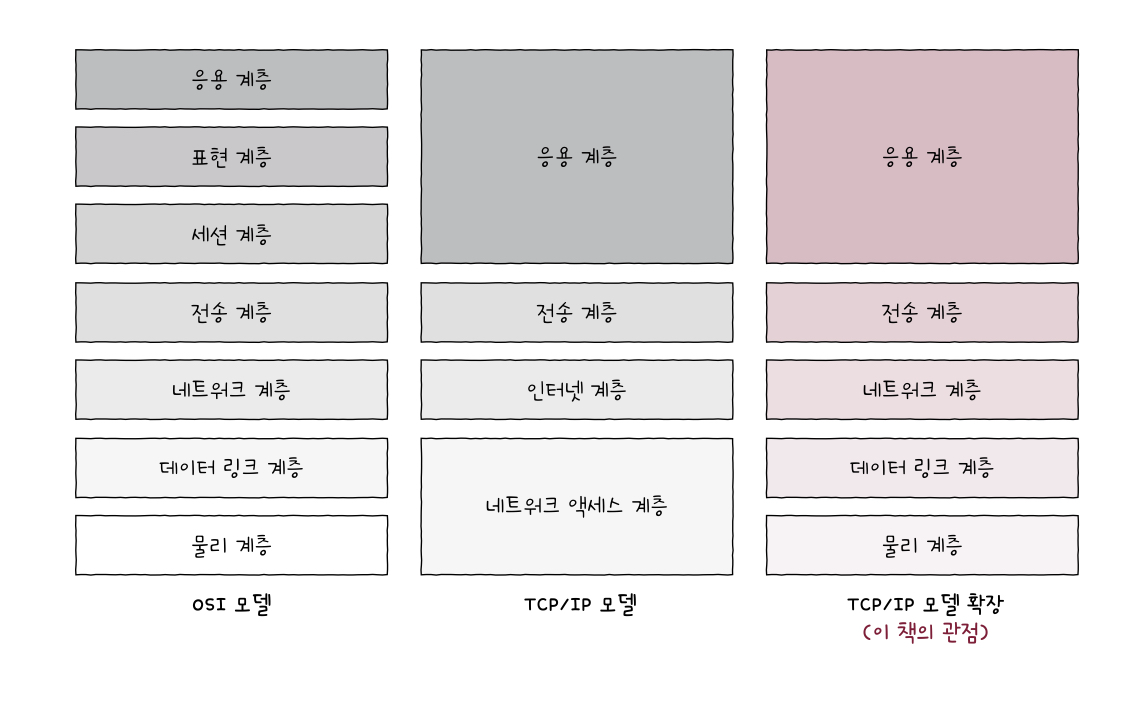 응용 계층
표현 계층
세션 계층
전송 계층
네트워크 계층
데이터 링크 계층
물리 계층
OSI 모델
응용 계층
전송 계층
인터넷 계층
네트워크 액세스 계층
TCP/IP 모델
응용 계층
전송 계층
네트워크 계층
데이터 링크 계층
물리 계층
TCP/IP 모델 확장
(이 책의 관점)